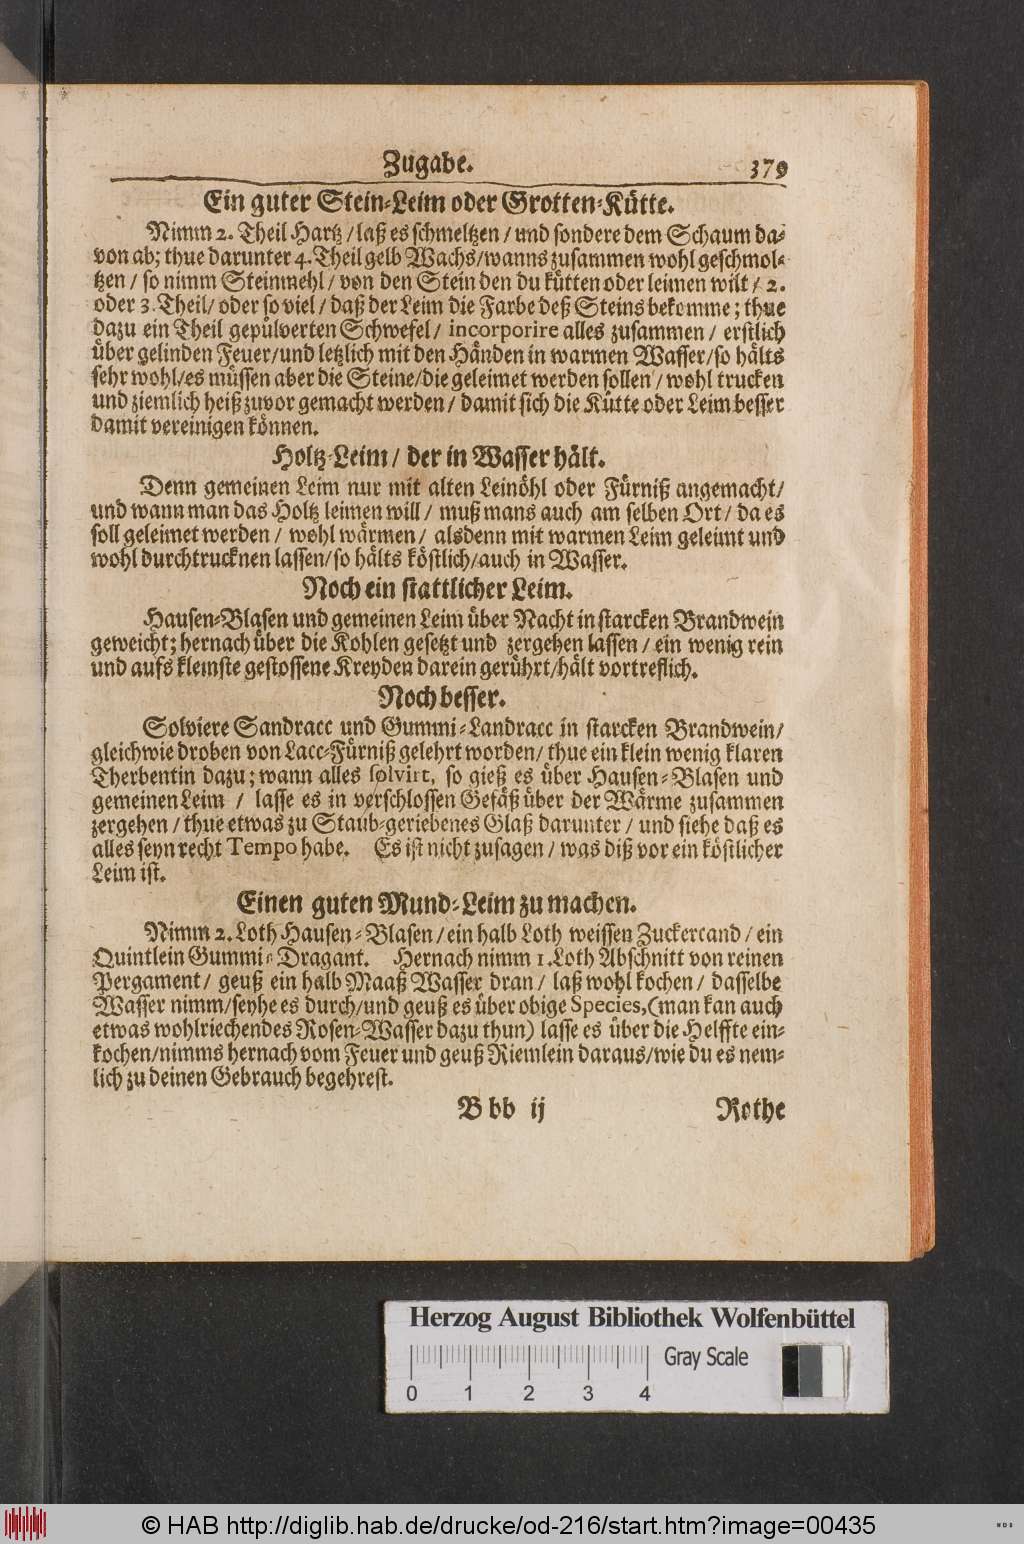 Zugabe. 379
Ein guter Stein-Leim oder Grotten-Kütte.
Nimm 2. Theil Hartz / laß es schmeltzen / und sondere dem Schaum da-
von ab; thue darunter 4. Theil gelb Wachs/wanns zusammen wohl geschmol-
tzen / so nimm Steinmehl / von den Stein den du kütten oder leimen wilt / 2.
oder 3. Theil / oder so viel / daß der Leim die Farbe deß Steins bekomme; thue
dazu ein Theil gepülverten Schwefel / incorporire alles zusammen / erstlich
über gelinden Feuer/und letzlich mit den Händen in warmen Wasser/so hälts
sehr wohl/es müssen aber die Steine/die geleimet werden sollen / wohl trucken
und ziemlich heiß zuvor gemacht werden / damit sich die Kütte oder Leim besser
damit vereinigen können.
Holtz-Leim / der in Wasser hält.
Denn gemeinen Leim nur mit alten Leinöhl oder Fürniß angemacht/
und wann man das Holtz leimen will / muß mans auch am selben Ort / da es
soll geleimet werden / wohl wärmen / alsdenn mit warmen Leim geleimt und
wohl durchtrucknen lassen/so hälts köstlich/auch in Wasser.
Noch ein stattlicher Leim.
Hausen-Blasen und gemeinen Leim über Nacht in starcken Brandwein
geweicht; hernach über die Kohlen gesetzt und zergehen lassen / ein wenig rein
und aufs kleinste gestossene Kreyden darein gerührt/hält vortreflich.
Noch besser.
Solviere Sandracc und Gummi-Landracc in starcken Brandwein/
gleichwie droben von Lacc-Fürniß gelehrt worden/ thue ein klein wenig klaren
Therbentin dazu; wann alles solvirt, so gieß es über Hausen-Blasen und
gemeinen Leim / lasse es in verschlossen Gefäß über der Wärme zusammen
zergehen / thue etwas zu Staub-geriebenes Glaß darunter / und siehe daß es
alles seyn recht Tempo habe. Es ist nicht zusagen / was diß vor ein köstlicher
Leim ist.
Einen guten Mund-Leim zu machen.
Nimm 2. Loth Hausen-Blasen / ein halb Loth weissen Zuckercand / ein
Quintlein Gummi-Dragant. Hernach nimm 1. Loth Abschnitt von reinen
Pergament / geuß ein halb Maaß Wasser dran / laß wohl kochen / dasselbe
Wasser nimm/seyhe es durch/und geuß es über obige Species, (man kan auch
etwas wohlriechendes Rosen-Wasser dazu thun) lasse es über die Helffte ein-
kochen/nimms hernach vom Feuer und geuß Riemlein daraus/wie du es nem-
lich zu deinen Gebrauch begehrest.
B bb ij Rothe
Herzog August Bibliothek Wolfenbüttel
Gray Scale
0 1 2 3 4
© HAB http://diglib.hab.de/drucke/od-216/start.htm?image=00435